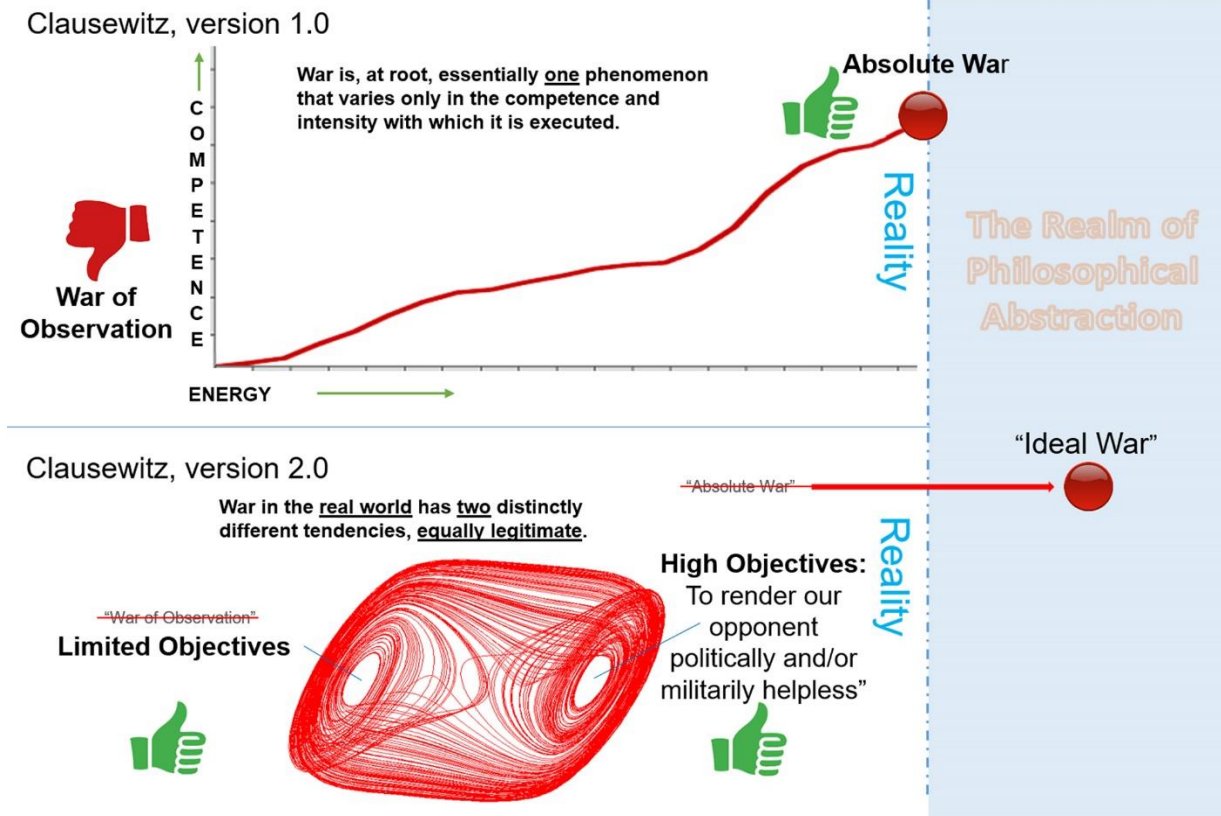 Clausewitz, version 1.0
War is, at root, essentially one phenomenon
that varies only in the competence and
intensity with which it is executed.
Absolute War
COMPETENCE
War of
Observation
ENERGY
Reality
The Realm of
Philosophical
Abstraction
Clausewitz, version 2.0
War in the real world has two distinctly
different tendencies, equally legitimate.
"Absolute War"
"Ideal War"
"War of Observation"
Limited Objectives
High Objectives:
To render our
opponent
politically and/or
militarily helpless”
Reality